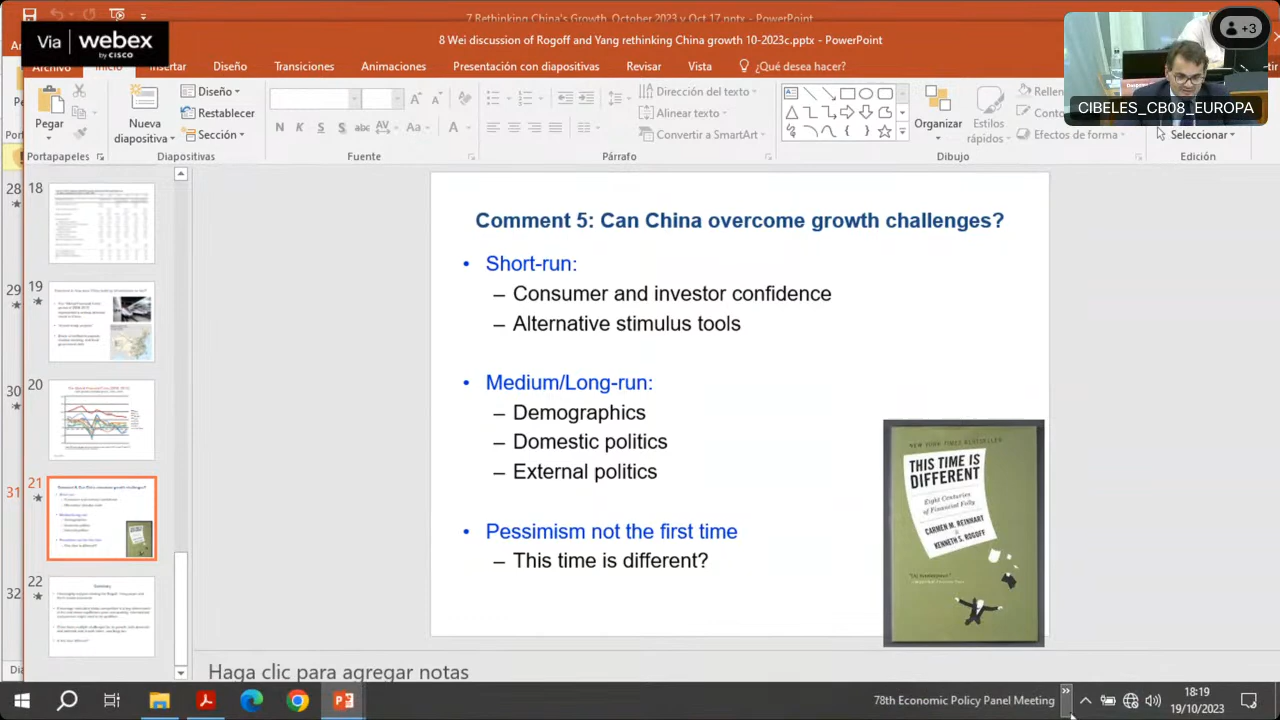 7 Rethinking China's Growth, October 2023 v Oct 17.pptx - PowerPoint
Via webex
by CISCO
8 Wei discussion of Rogoff and Yang rethinking China growth 10-2023c.pptx - PowerPoint
+3
Archivo Inicio Insertar Diseño Transiciones Animaciones Presentación con diapositivas Revisar Vista ¿Qué desea hacer?
CIBELES_CB08_EUROPA
Pegar
Nueva diapositiva
Diseño
Restablecer
Sección
N K S S abc AV Aa A
Dirección del texto
Alinear texto
Convertir a SmartArt
Organizar
Estilos rápidos
Efectos de forma
Seleccionar
Portapapeles Diapositivas Fuente Párrafo Dibujo Edición
18
28
19
29
20
30
21
31
22
32
Summary
Comment 5: Can China overcome growth challenges?
• Short-run:
– Consumer and investor confidence
– Alternative stimulus tools
• Medium/Long-run:
– Demographics
– Domestic politics
– External politics
• Pessimism not the first time
– This time is different?
NEW YORK TIMES BESTSELLER
THIS TIME IS
DIFFERENT
Eight Centuries
of Financial Folly
CARMEN M. REINHART
KENNETH S. ROGOFF
Haga clic para agregar notas
78th Economic Policy Panel Meeting
18:19
19/10/2023